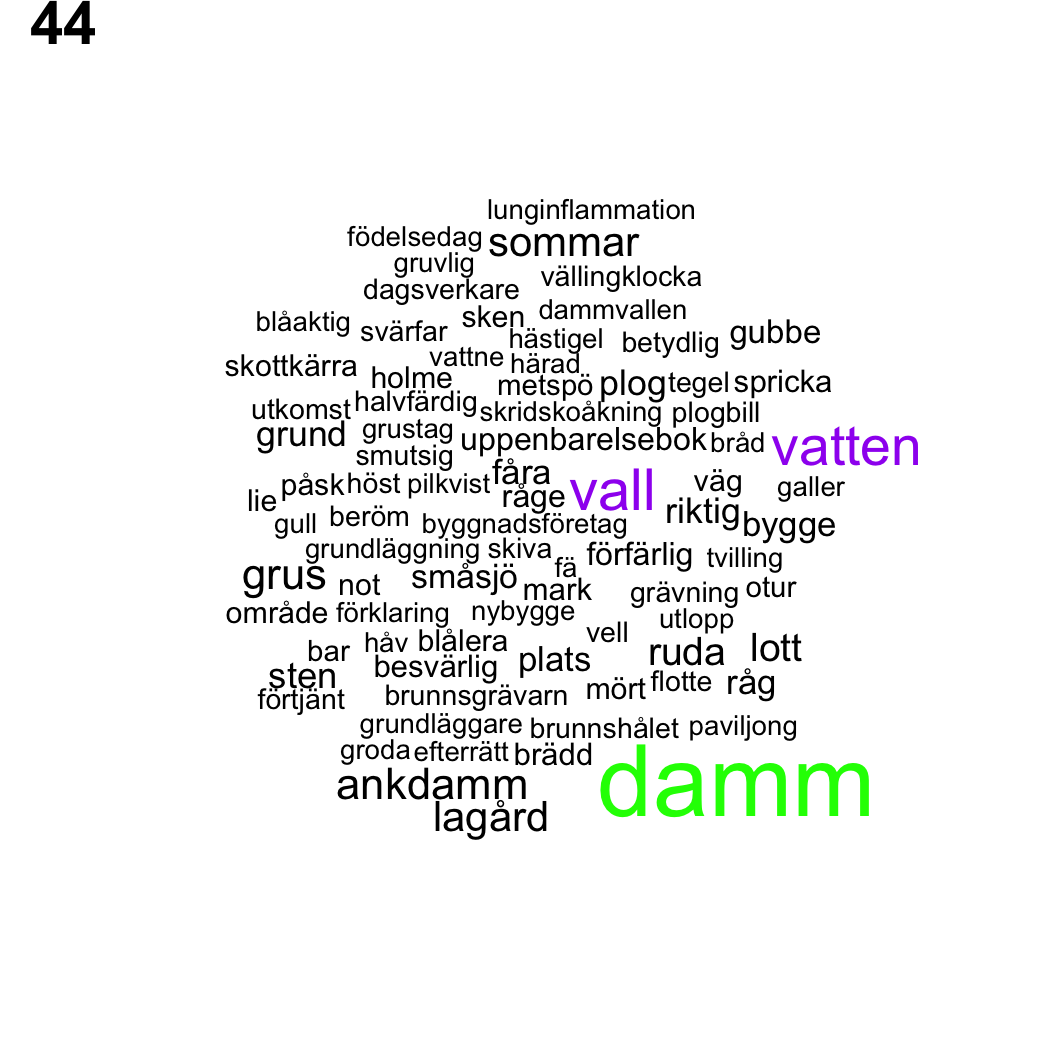 44
lunginflammation
födelsedag sommar
gruvlig
vällingklocka
dagsverkare
dammvallen
sken
blåaktig svärfar
hästigel betydlig gubbe
vattne härad
skottkärra holme
metspö plog tegel spricka
utkomst halvfärdig skridskoåkning plogbill
grund grustag uppenbarelsebok bråd vatten
smutsig
fåra
lie påsk höst pilkvist råge vall väg galler
gull beröm byggnadsföretag riktig bygge
grundläggning skiva förfärlig tvilling
fä
grus not småsjö mark grävning otur
område förklaring nybygge utlopp
vell
bar håv blålera ruda lott
sten besvärlig plats
förtjänt brunnsgrävarn mört flotte råg
grundläggare brunnshålet paviljong
groda efterrätt brädd
ankdamm damm
lagård